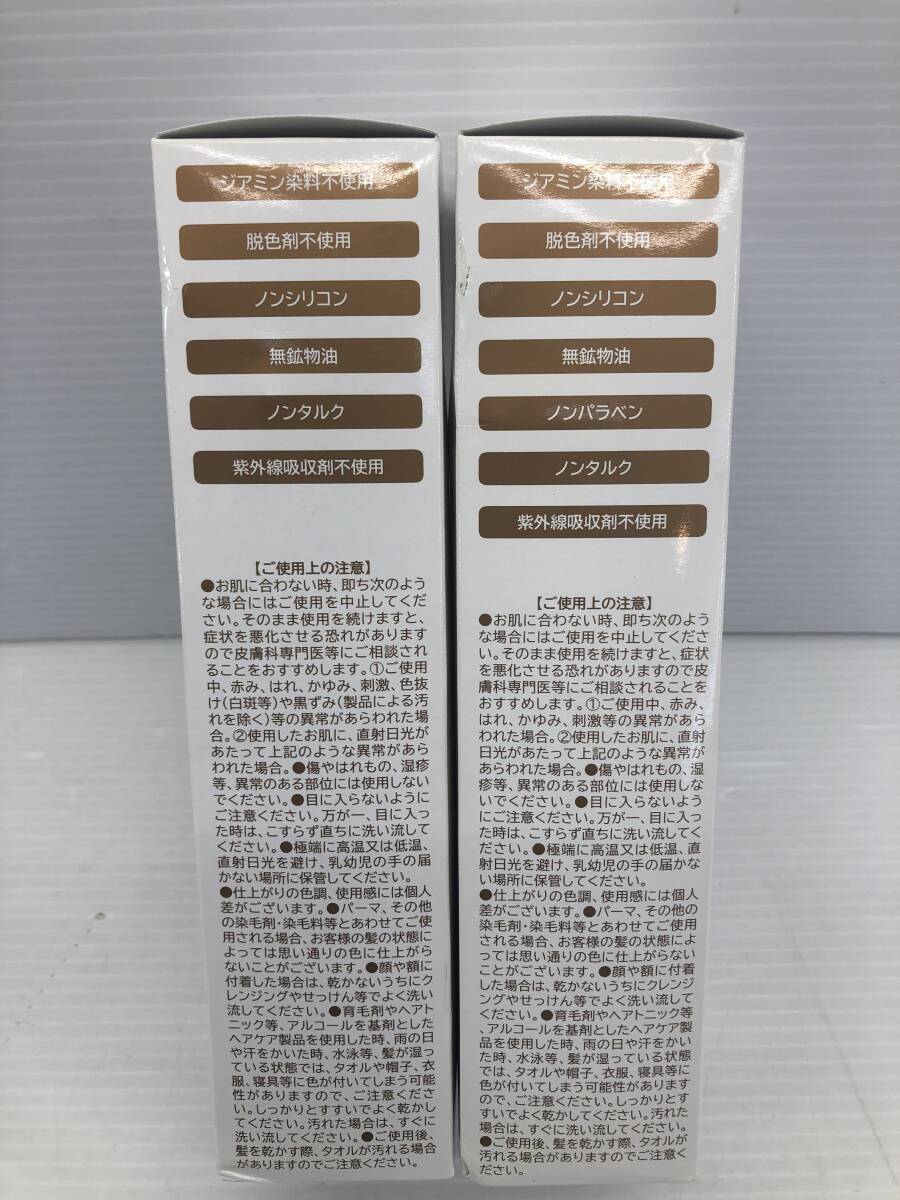 ジアミン染料不使用
脱色剤不使用
ノンシリコン
無鉱物油
ノンタルク
紫外線吸収剤不使用
【ご使用上の注意】
●お肌に合わない時、即ち次のよう
な場合にはご使用を中止してくだ
さい。そのまま使用を続けますと、
症状を悪化させる恐れがあります
ので皮膚科専門医等にご相談され
ることをおすすめします。①ご使用
中、赤み、はれ、かゆみ、刺激、色抜
け(白斑等)や黒ずみ(製品による汚
れを除く)等の異常があらわれた場
合。②使用したお肌に、直射日光が
あたって上記のような異常があら
われた場合。●傷やはれもの、湿疹
等、異常のある部位には使用しない
でください。●目に入らないように
ご注意ください。万が一、目に入っ
た時は、こすらず直ちに洗い流して
ください。●極端に高温又は低温、
直射日光を避け、乳幼児の手の届
かない場所に保管してください。
●仕上がりの色調、使用感には個人
差がございます。●パーマ、その他
の染毛剤・染毛料等とあわせてご使
用される場合、お客様の髪の状態に
よっては思い通りの色に仕上がら
ないことがございます。●顔や額に
付着した場合は、乾かないうちにク
レンジングやせっけん等でよく洗い
流してください。●育毛剤やヘアト
ニック等、アルコールを基剤とした
ヘアケア製品を使用した時、雨の日
や汗をかいた時、水泳等、髪が湿っ
ている状態では、タオルや帽子、衣
服、寝具等に色が付いてしまう可能
性がありますので、ご注意くださ
い。しっかりとすすいでよく乾かし
てください。汚れた場合は、すぐに
洗い流してください。●ご使用後、
髪を乾かす際、タオルが汚れる場合
がありますのでご注意ください。
ジアミン染料不使用
脱色剤不使用
ノンシリコン
無鉱物油
ノンパラベン
ノンタルク
紫外線吸収剤不使用
【ご使用上の注意】
●お肌に合わない時、即ち次のよう
な場合にはご使用を中止してくださ
い。そのまま使用を続けますと、症状
を悪化させる恐れがありますので皮
膚科専門医等にご相談されることを
おすすめします。①ご使用中、赤み、
はれ、かゆみ、刺激等の異常があら
われた場合。②使用したお肌に、直射
日光があたって上記のような異常が
あらわれた場合。●傷やはれもの、湿
疹等、異常のある部位には使用しな
いでください。●目に入らないよう
にご注意ください。万が一、目に入っ
た時は、こすらず直ちに洗い流してく
ださい。●極端に高温又は低温、直
射日光を避け、乳幼児の手の届かな
い場所に保管してください。
●仕上がりの色調、使用感には個人
差がございます。●パーマ、その他の
染毛剤・染毛料等とあわせてご使用
される場合、お客様の髪の状態によ
っては思い通りの色に仕上がらない
ことがございます。●顔や額に付着
した場合は、乾かないうちにクレンジ
ングやせっけん等でよく洗い流して
ください。●育毛剤やヘアトニック等
、アルコールを基剤としたヘアケア製
品を使用した時、雨の日や汗をかい
た時、水泳等、髪が湿っている状態
では、タオルや帽子、衣服、寝具等に
色が付いてしまう可能性があります
ので、ご注意ください。しっかりとす
すいでよく乾かしてください。汚れた
場合は、すぐに洗い流してください。
●ご使用後、髪を乾かす際、タオルが
汚れる場合がありますのでご注意く
ださい。